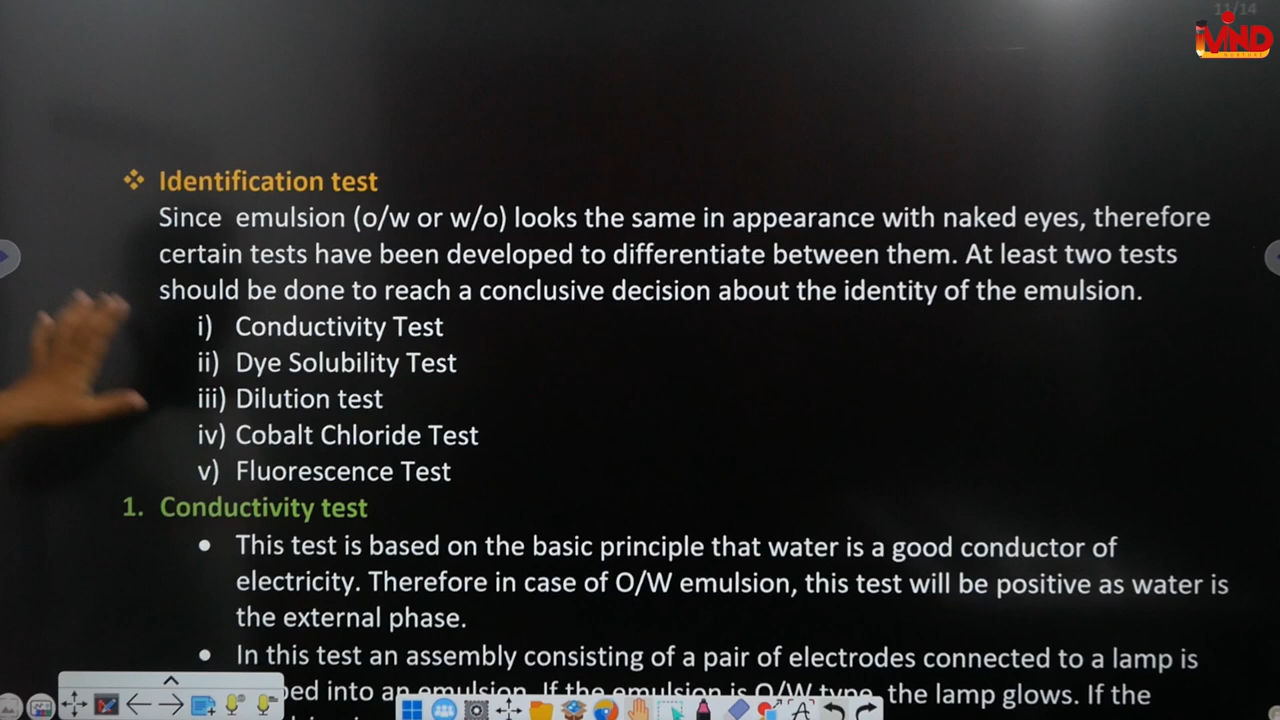 11/14
iMIND
❖ Identification test
Since emulsion (o/w or w/o) looks the same in appearance with naked eyes, therefore
certain tests have been developed to differentiate between them. At least two tests
should be done to reach a conclusive decision about the identity of the emulsion.
i) Conductivity Test
ii) Dye Solubility Test
iii) Dilution test
iv) Cobalt Chloride Test
v) Fluorescence Test
1. Conductivity test
• This test is based on the basic principle that water is a good conductor of
electricity. Therefore in case of O/W emulsion, this test will be positive as water is
the external phase.
• In this test an assembly consisting of a pair of electrodes connected to a lamp is
ped into an emulsion. If the emulsion is O/W type, the lamp glows. If the